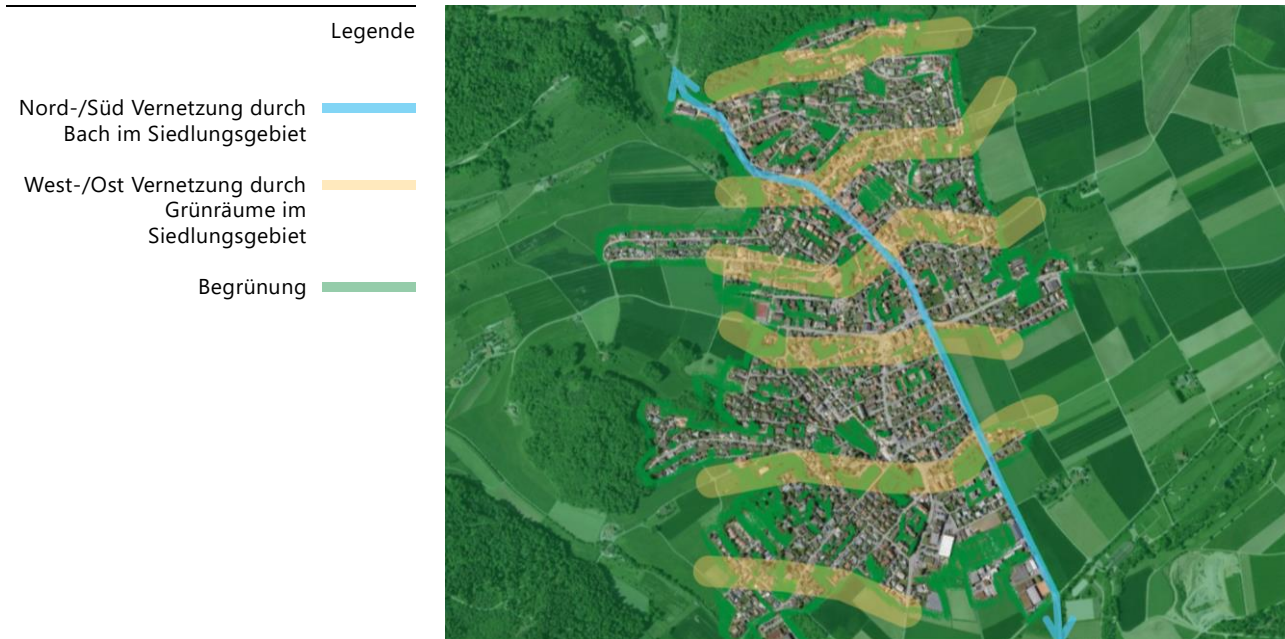 Legende
Nord-/Süd Vernetzung durch
Bach im Siedlungsgebiet
West-/Ost Vernetzung durch
Grünräume im
Siedlungsgebiet
Begrünung